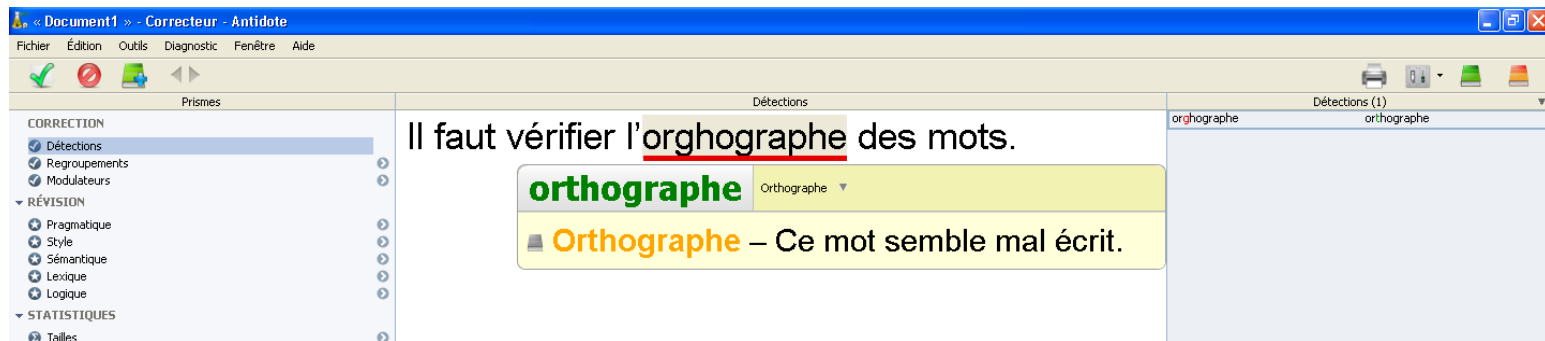 « Document1 » - Correcteur - Antidote
Fichier Édition Outils Diagnostic Fenêtre Aide
Prismes
CORRECTION
Détections
Regroupements
Modulateurs
RÉVISION
Pragmatique
Style
Sémantique
Lexique
Logique
STATISTIQUES
Tailles
Détections
Il faut vérifier l’orghographe des mots.
orthographe Orthographe
Orthographe – Ce mot semble mal écrit.
Détections (1)
orghographe orthographe